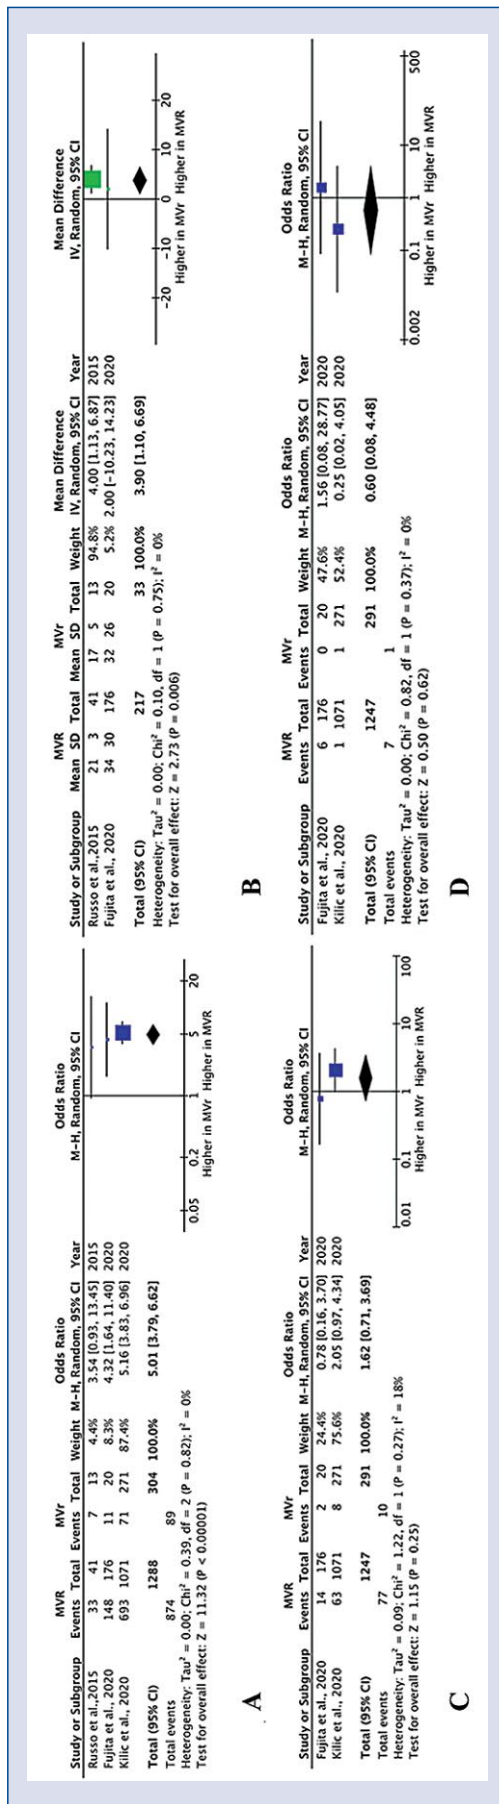 MVR MVr Odds Ratio Odds Ratio
Study or Subgroup Events Total Events Total Weight M-H, Random, 95% CI Year M-H, Random, 95% CI
Russo et al.,2015 33 41 7 13 4.4% 3.54 [0.93, 13.45] 2015
Fujita et al., 2020 148 176 11 20 8.3% 4.32 [1.64, 11.40] 2020
Kilic et al., 2020 693 1071 71 271 87.4% 5.16 [3.83, 6.96] 2020
Total (95% CI) 1288 304 100.0% 5.01 [3.79, 6.62]
Total events 874 89
Heterogeneity: Tau² = 0.00; Chi² = 0.39, df = 2 (P = 0.82); I² = 0%
Test for overall effect: Z = 11.32 (P < 0.00001)
0.05 0.2 1 5 20
Higher in MVr Higher in MVR
A
MVR MVr Mean Difference Mean Difference
Study or Subgroup Mean SD Total Mean SD Total Weight IV, Random, 95% CI Year IV, Random, 95% CI
Russo et al.,2015 21 3 41 17 5 13 94.8% 4.00 [1.13, 6.87] 2015
Fujita et al., 2020 34 30 176 32 26 20 5.2% 2.00 [-10.23, 14.23] 2020
Total (95% CI) 217 33 100.0% 3.90 [1.10, 6.69]
Heterogeneity: Tau² = 0.00; Chi² = 0.10, df = 1 (P = 0.75); I² = 0%
Test for overall effect: Z = 2.73 (P = 0.006)
-20 -10 0 10 20
Higher in MVr Higher in MVR
B
MVR MVr Odds Ratio Odds Ratio
Study or Subgroup Events Total Events Total Weight M-H, Random, 95% CI Year M-H, Random, 95% CI
Fujita et al., 2020 14 176 2 20 24.4% 0.78 [0.16, 3.70] 2020
Kilic et al., 2020 63 1071 8 271 75.6% 2.05 [0.97, 4.34] 2020
Total (95% CI) 1247 291 100.0% 1.62 [0.71, 3.69]
Total events 77 10
Heterogeneity: Tau² = 0.09; Chi² = 1.22, df = 1 (P = 0.27); I² = 18%
Test for overall effect: Z = 1.15 (P = 0.25)
0.01 0.1 1 10 100
Higher in MVr Higher in MVR
C
MVR MVr Odds Ratio Odds Ratio
Study or Subgroup Events Total Events Total Weight M-H, Random, 95% CI Year M-H, Random, 95% CI
Fujita et al., 2020 6 176 0 20 47.6% 1.56 [0.08, 28.77] 2020
Kilic et al., 2020 1 1071 1 271 52.4% 0.25 [0.02, 4.05] 2020
Total (95% CI) 1247 291 100.0% 0.60 [0.08, 4.48]
Total events 7 1
Heterogeneity: Tau² = 0.00; Chi² = 0.82, df = 1 (P = 0.37); I² = 0%
Test for overall effect: Z = 0.50 (P = 0.62)
0.002 0.1 1 10 500
Higher in MVr Higher in MVR
D